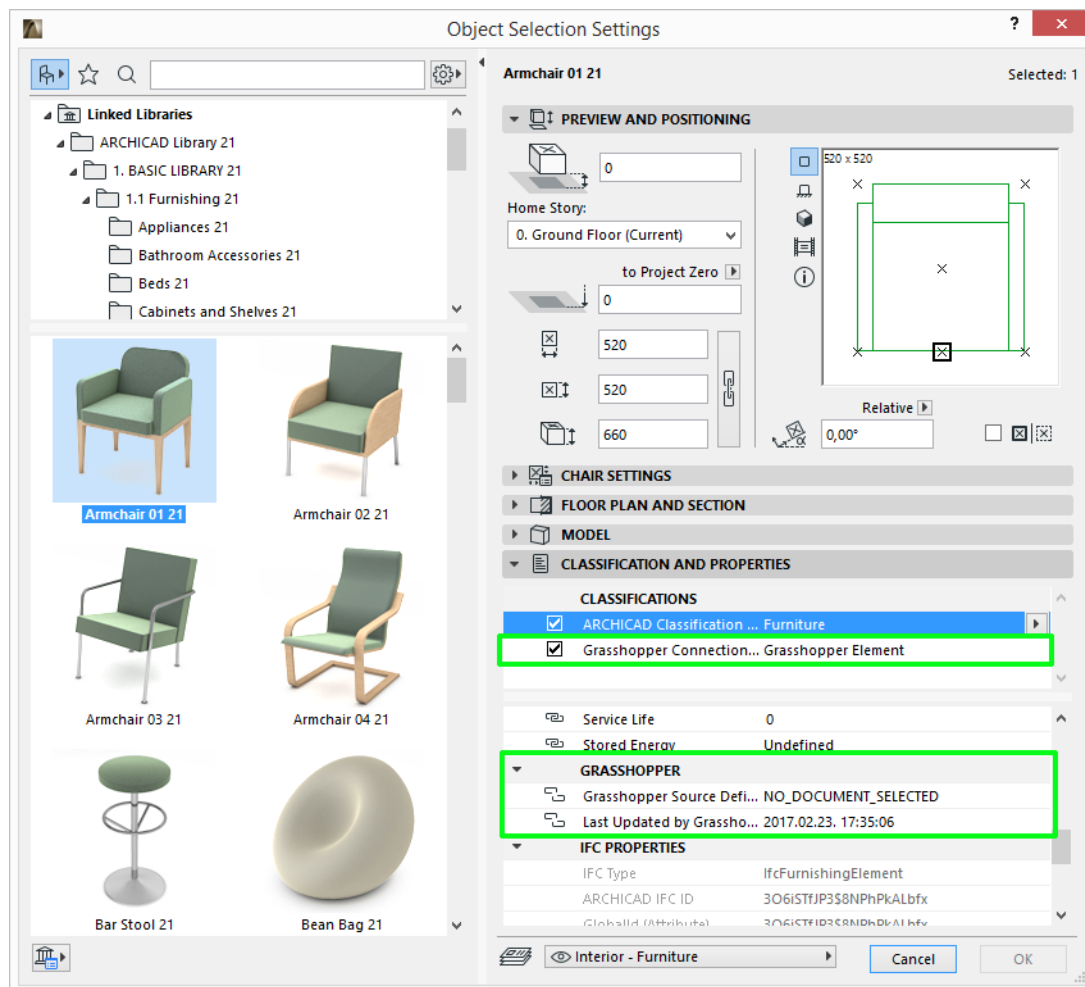 Object Selection Settings
?
Linked Libraries
ARCHICAD Library 21
1. BASIC LIBRARY 21
1.1 Furnishing 21
Appliances 21
Bathroom Accessories 21
Beds 21
Cabinets and Shelves 21
Armchair 01 21
Armchair 02 21
Armchair 03 21
Armchair 04 21
Bar Stool 21
Bean Bag 21
Armchair 01 21
Selected: 1
PREVIEW AND POSITIONING
0
Home Story:
0. Ground Floor (Current)
to Project Zero
0
520
520
660
520 x 520
Relative
α
0,00°
CHAIR SETTINGS
FLOOR PLAN AND SECTION
MODEL
CLASSIFICATION AND PROPERTIES
CLASSIFICATIONS
ARCHICAD Classification ... Furniture
Grasshopper Connection... Grasshopper Element
Service Life 0
Stored Energy Undefined
GRASSHOPPER
Grasshopper Source Defi... NO_DOCUMENT_SELECTED
Last Updated by Grassho... 2017.02.23. 17:35:06
IFC PROPERTIES
IFC Type IfcFurnishingElement
ARCHICAD IFC ID 3O6iSTfJP3$8NPhPkALbfx
GlobalId (Attribute) 3O6iSTfJP3$8NPhPkALbfx
Interior - Furniture
Cancel
OK